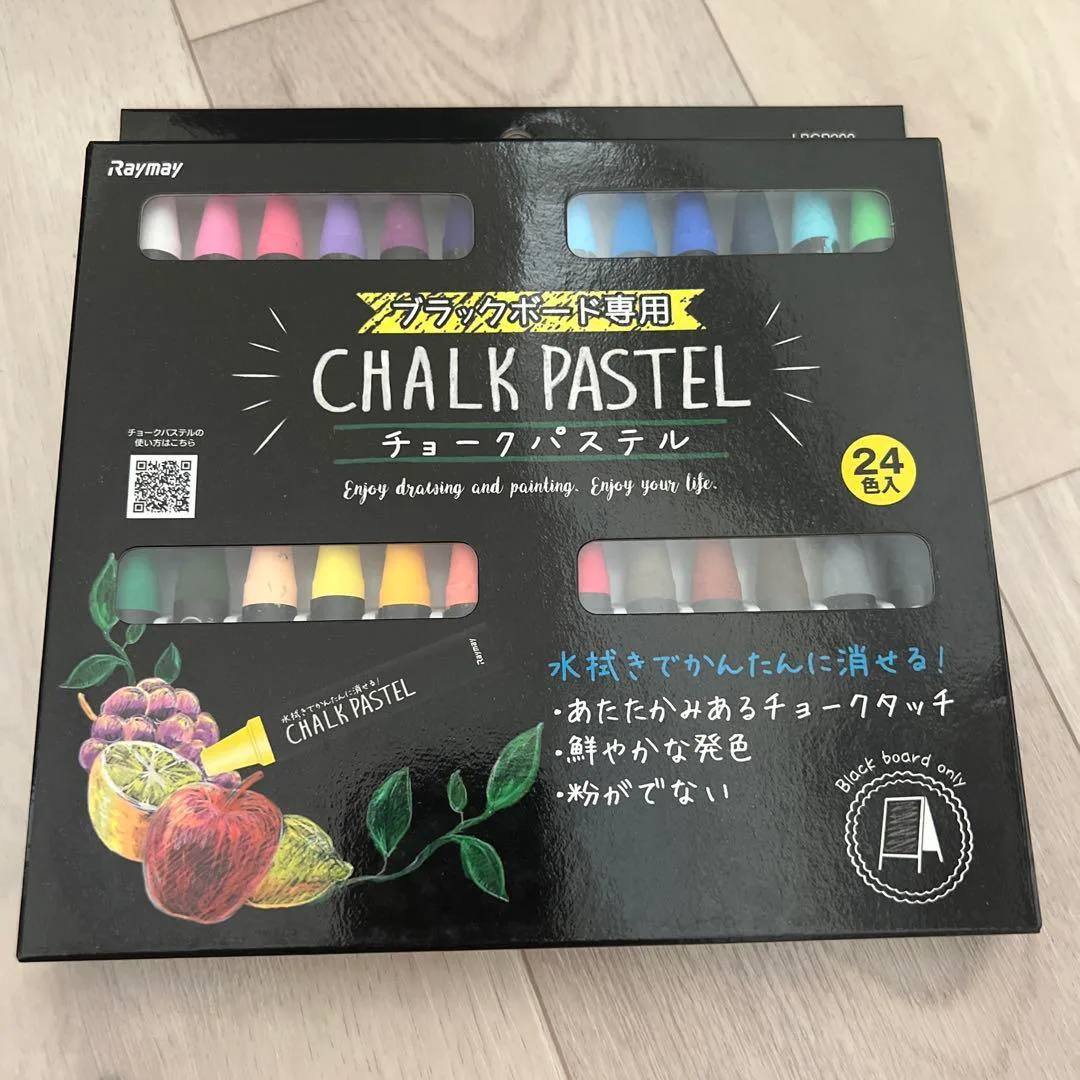 Raymay
ブラックボード専用
CHALK PASTEL
チョークパステル
Enjoy drawing and painting. Enjoy your life.
チョークパステルの
使い方はこちら
24
色入
Raymay
水拭きでかんたんに消せる!
CHALK PASTEL
水拭きでかんたんに消せる!
・あたたかみあるチョークタッチ
・鮮やかな発色
・粉がでない
Black board only